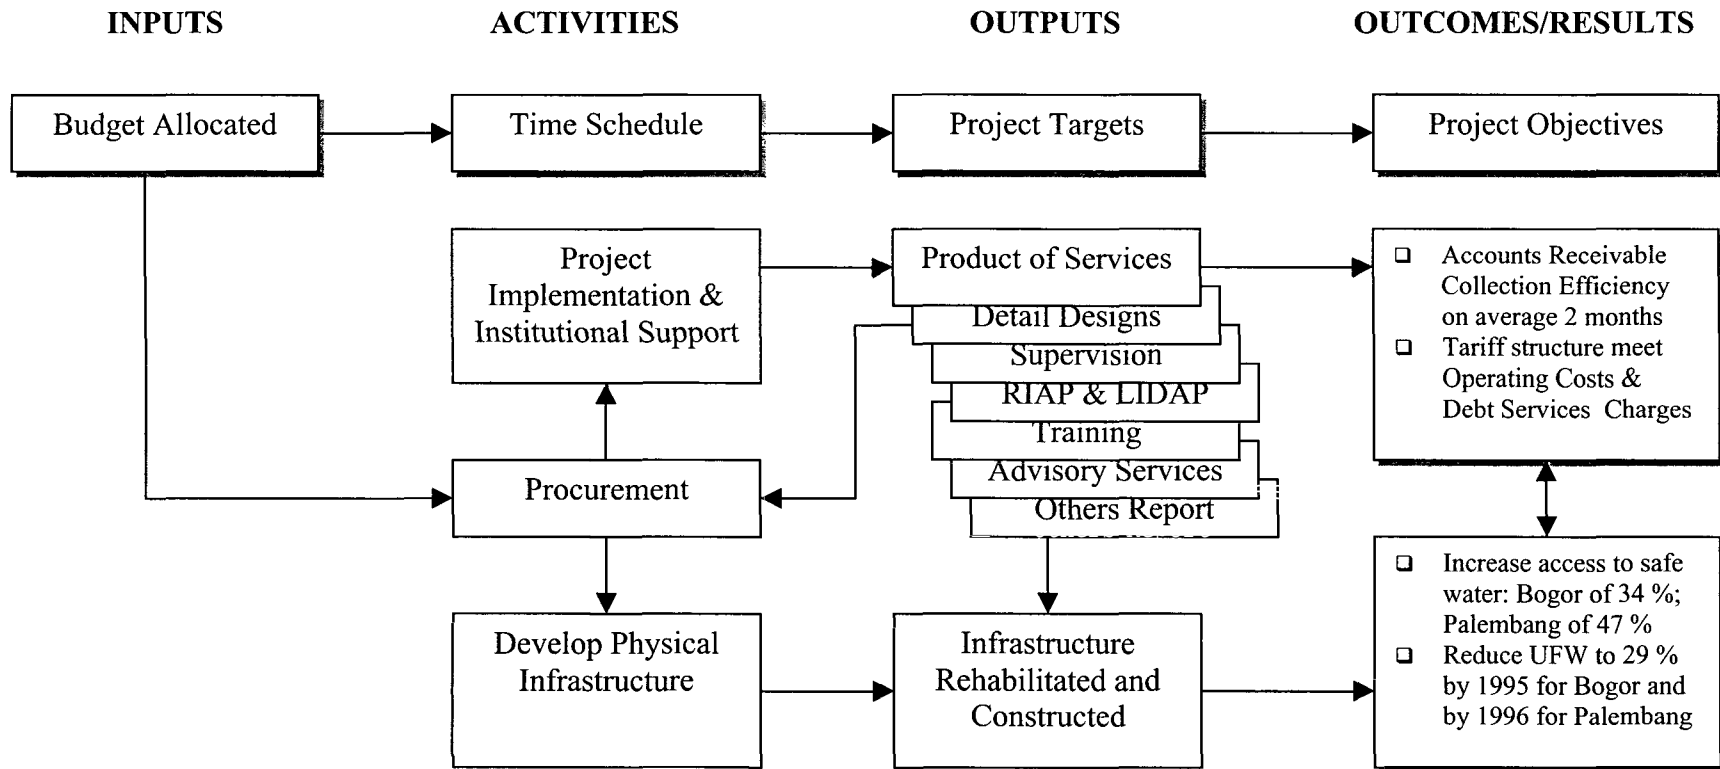 INPUTS
ACTIVITIES
OUTPUTS
OUTCOMES/RESULTS
Budget Allocated
Time Schedule
Project Targets
Project Objectives
Project
Implementation &
Institutional Support
Product of Services
Detail Designs
Supervision
RIAP & LIDAP
Training
Advisory Services
Others Report
❑ Accounts Receivable
Collection Efficiency
on average 2 months
❑ Tariff structure meet
Operating Costs &
Debt Services Charges
Procurement
Develop Physical
Infrastructure
Infrastructure
Rehabilitated and
Constructed
❑ Increase access to safe
water: Bogor of 34 %;
Palembang of 47 %
❑ Reduce UFW to 29 %
by 1995 for Bogor and
by 1996 for Palembang